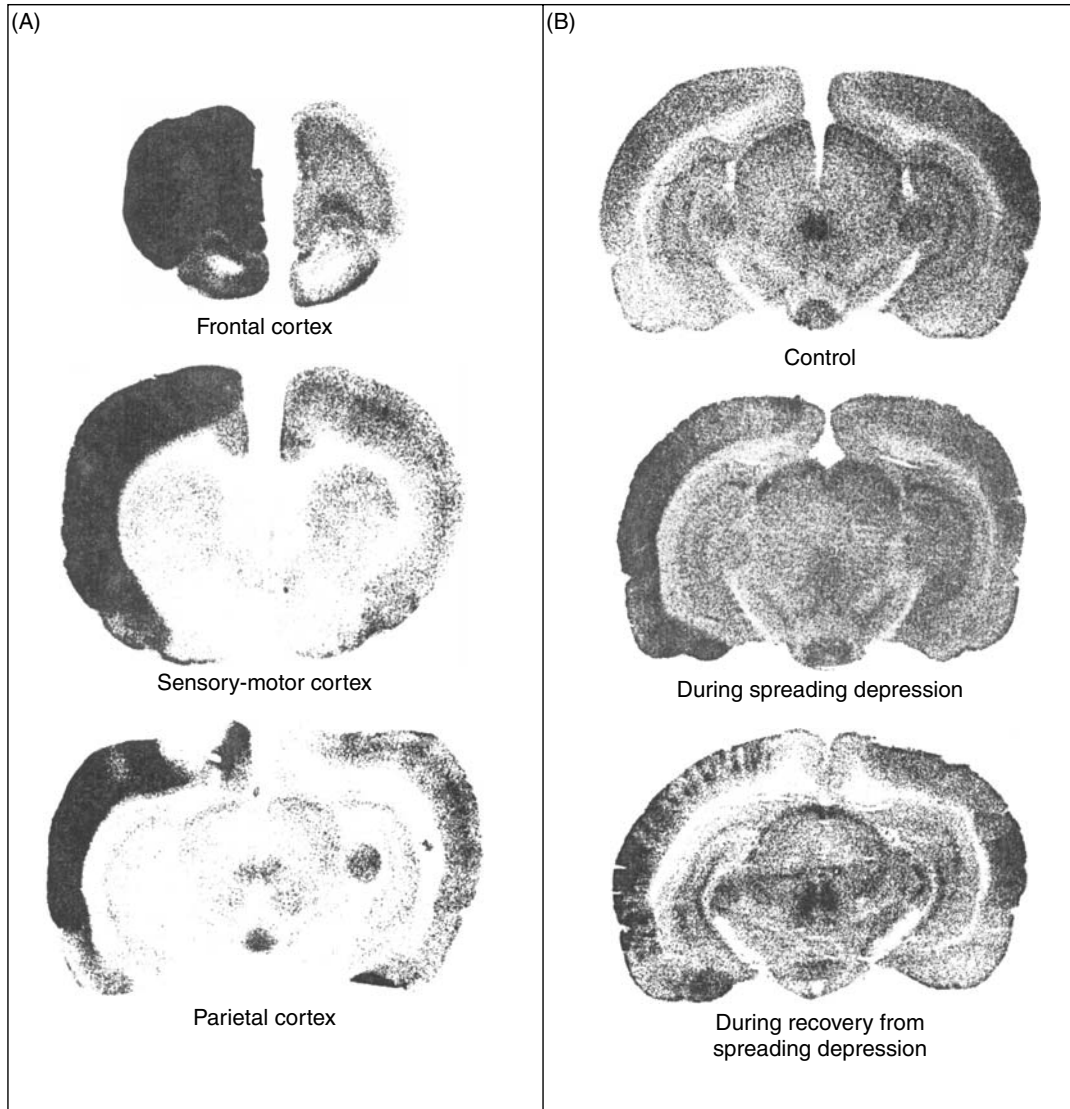 (A)
Frontal cortex
Sensory-motor cortex
Parietal cortex
(B)
Control
During spreading depression
During recovery from
spreading depression